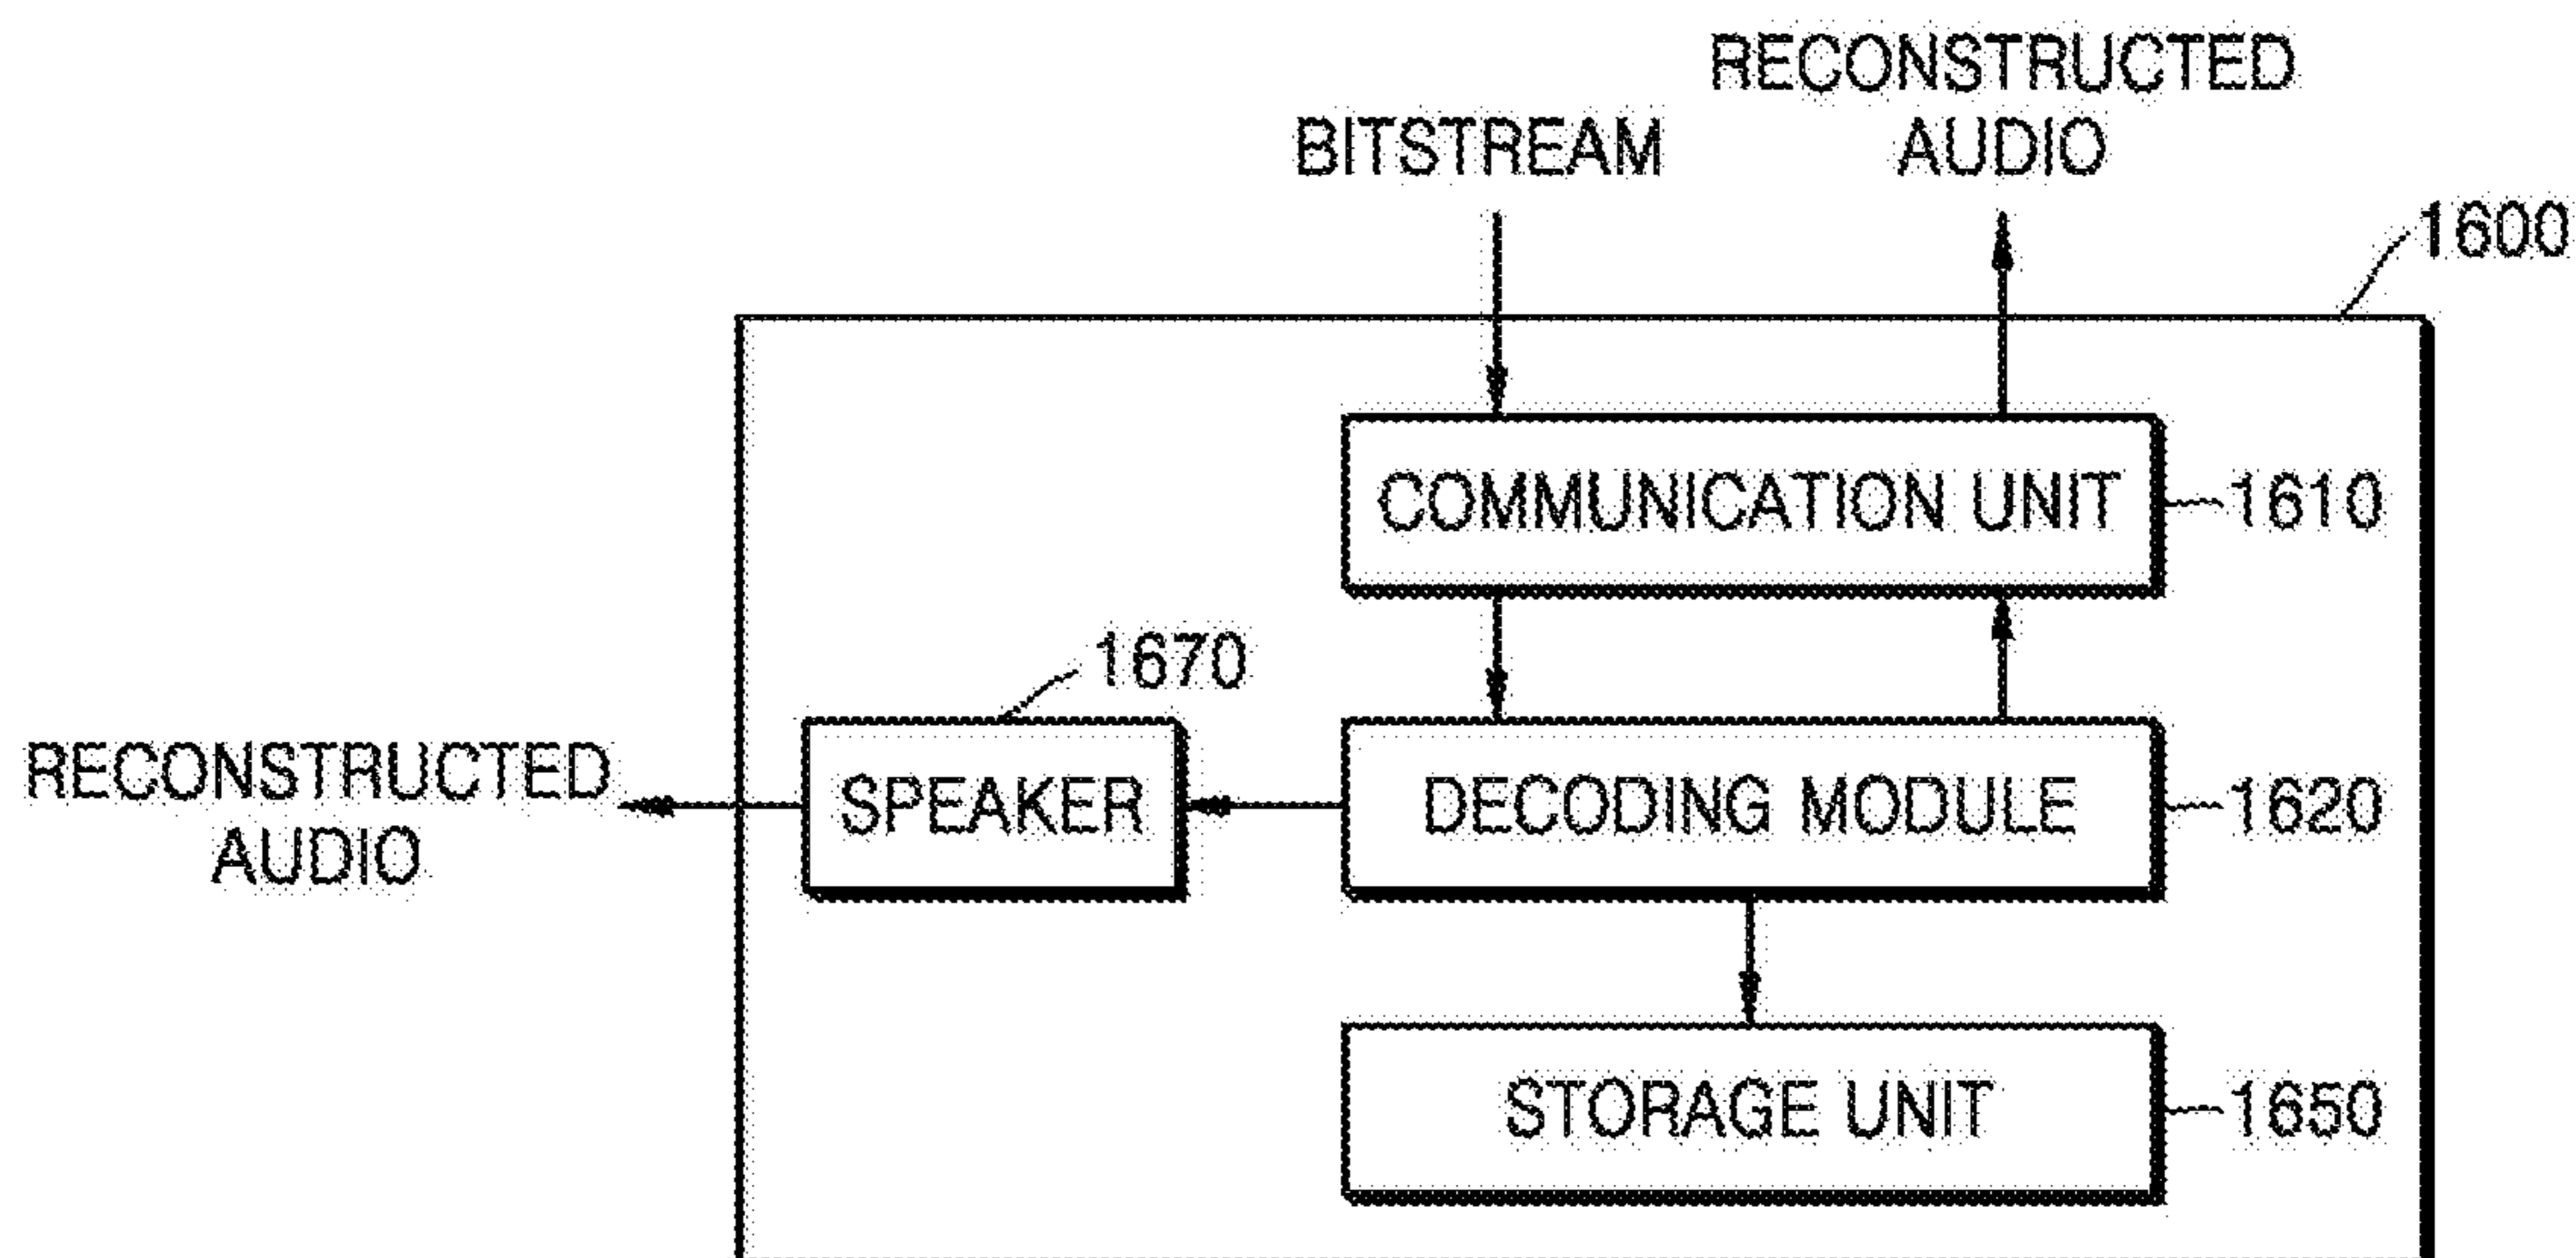 RECONSTRUCTED
AUDIO
BITSTREAM
1600
COMMUNICATION UNIT
1610
1670
RECONSTRUCTED
AUDIO
SPEAKER
DECODING MODULE
1620
STORAGE UNIT
1650